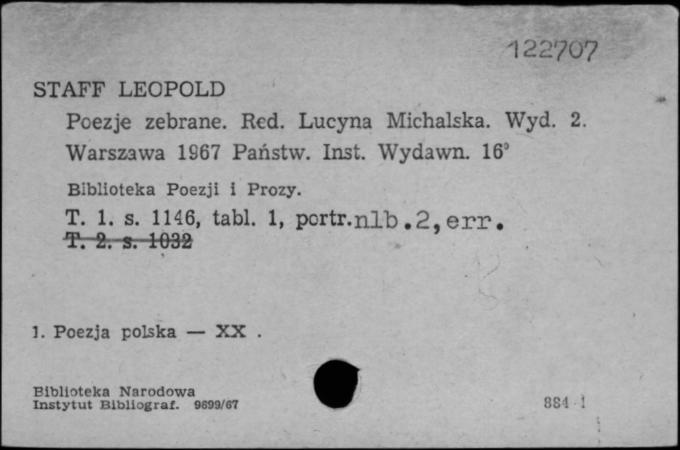 122707
STAFF LEOPOLD
Poezje zebrane. Red. Lucyna Michalska. Wyd. 2.
Warszawa 1967 Państw. Inst. Wydawn. 16°
Biblioteka Poezji i Prozy.
T. 1. s. 1146, tabl. 1, portr.nlb.2,err.
T. 2. s. 1032
1. Poezja polska — XX .
Biblioteka Narodowa
Instytut Bibliograf. 9699/67
884-1